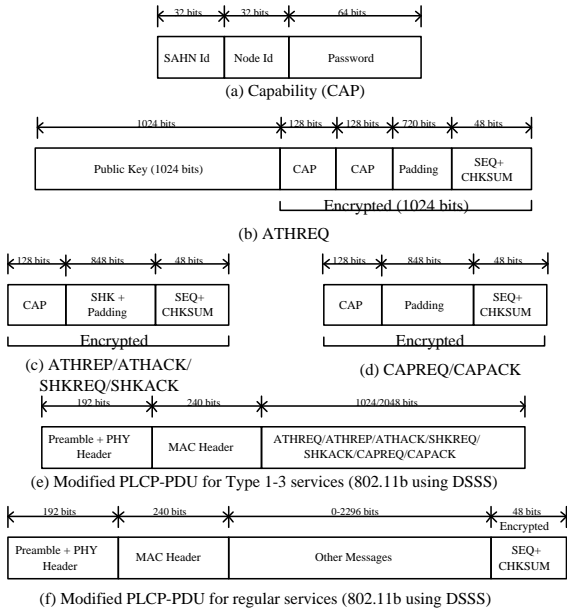 32 bits 32 bits 64 bits
SAHN Id Node Id Password
(a) Capability (CAP)
1024 bits 128 bits 128 bits 720 bits 48 bits
Public Key (1024 bits) CAP CAP Padding SEQ+ CHKSUM
Encrypted (1024 bits)
(b) ATHREQ
128 bits 848 bits 48 bits
CAP SHK + Padding SEQ+ CHKSUM
Encrypted
(c) ATHREP/ATHACK/
SHKREQ/SHKACK
128 bits 848 bits 48 bits
CAP Padding SEQ+ CHKSUM
Encrypted
(d) CAPREQ/CAPACK
192 bits 240 bits 1024/2048 bits
Preamble + PHY Header MAC Header ATHREQ/ATHREP/ATHACK/SHKREQ/ SHKACK/CAPREQ/CAPACK
(e) Modified PLCP-PDU for Type 1-3 services (802.11b using DSSS)
192 bits 240 bits 0-2296bits 48 bits
Encrypted
Preamble + PHY Header MAC Header Other Messages SEQ+ CHKSUM
(f) Modified PLCP-PDU for regular services (802.11b using DSSS)